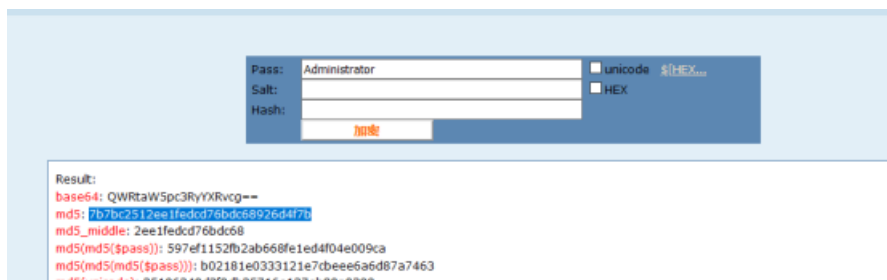 Pass: Administrator unicode $[HEX...
Salt: HEX
Hash:
加密
Result:
base64: QWRtaW5pc3RyYXRvcg==
md5: 7b7bc2512ee1fedcd76bdc68926d4f7b
md5_middle: 2ee1fedcd76bdc68
md5(md5($pass)): 597ef1152fb2ab668fe1ed4f04e009ca
md5(md5(md5($pass))): b02181e0333121e7cbeee6a6d87a7463